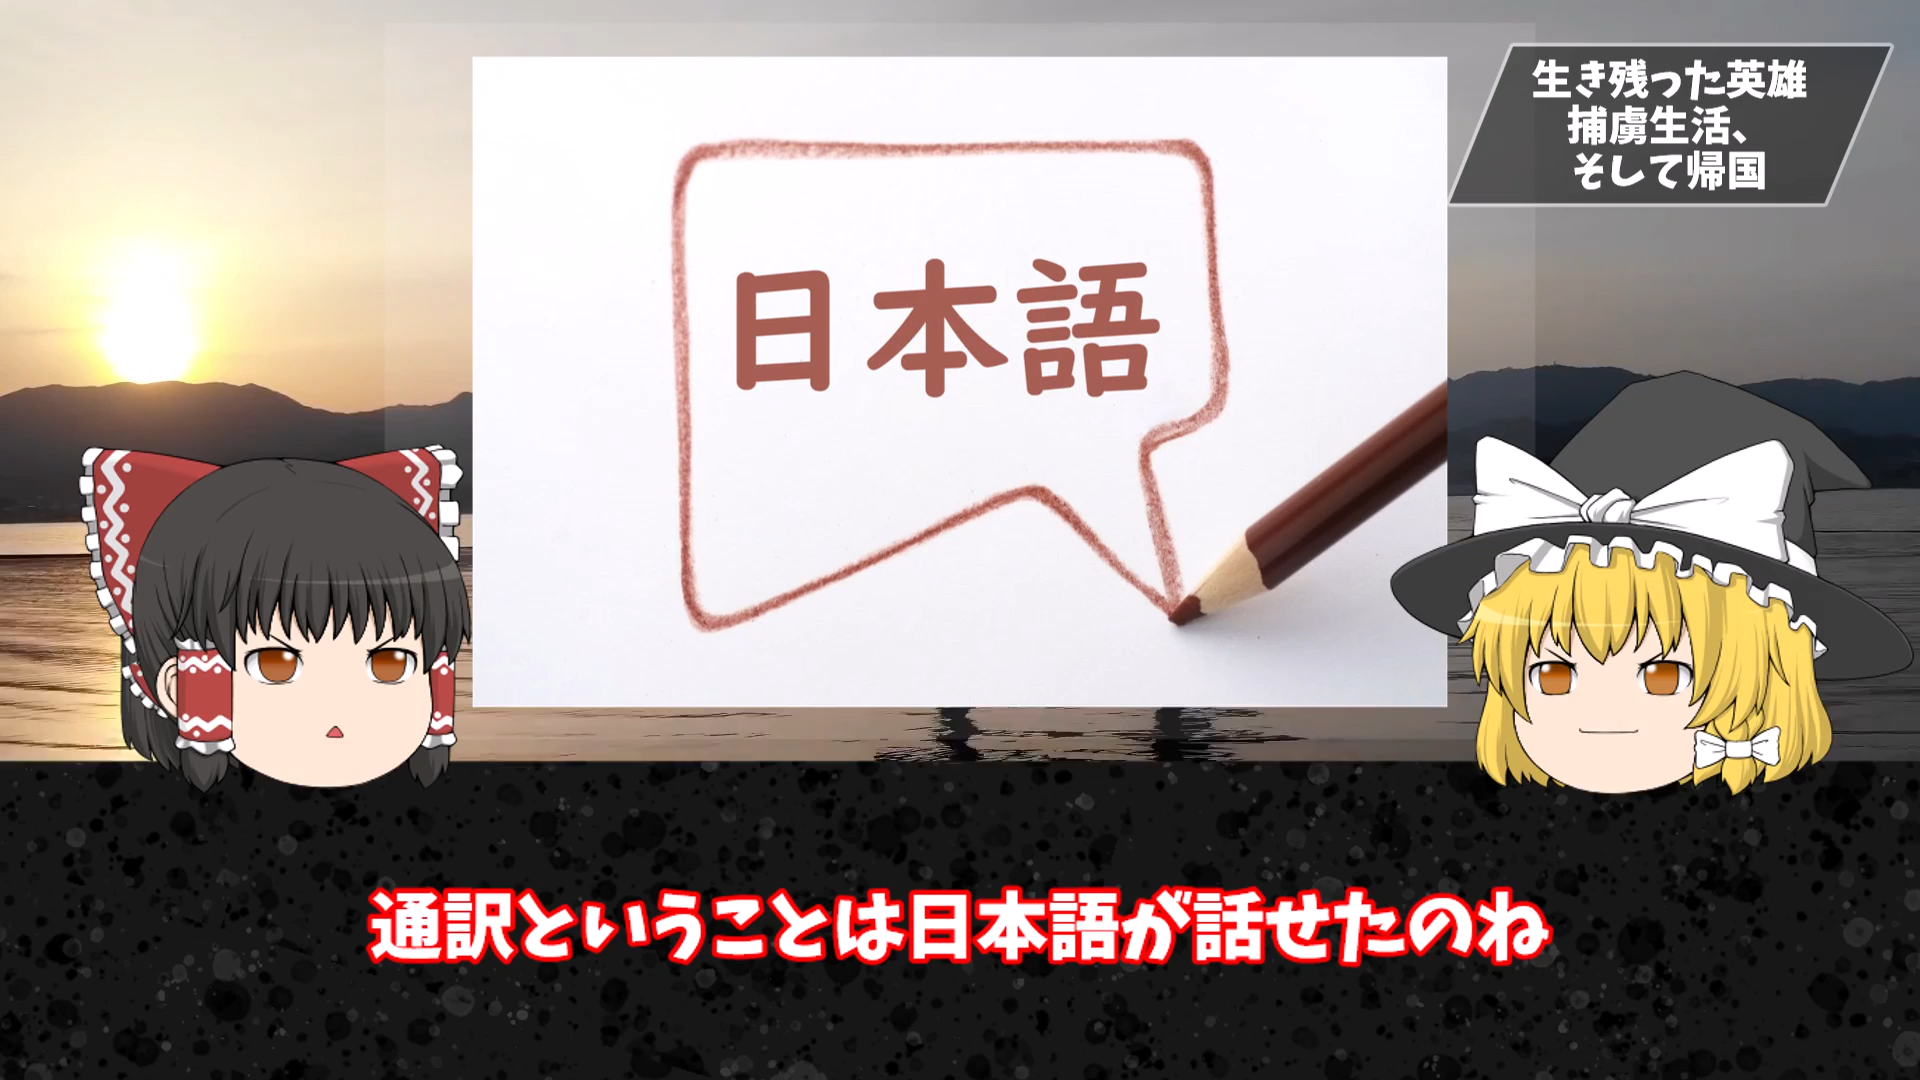 生き残った英雄
捕虜生活、
そして帰国
日本語
通訳ということは日本語が話せたのね